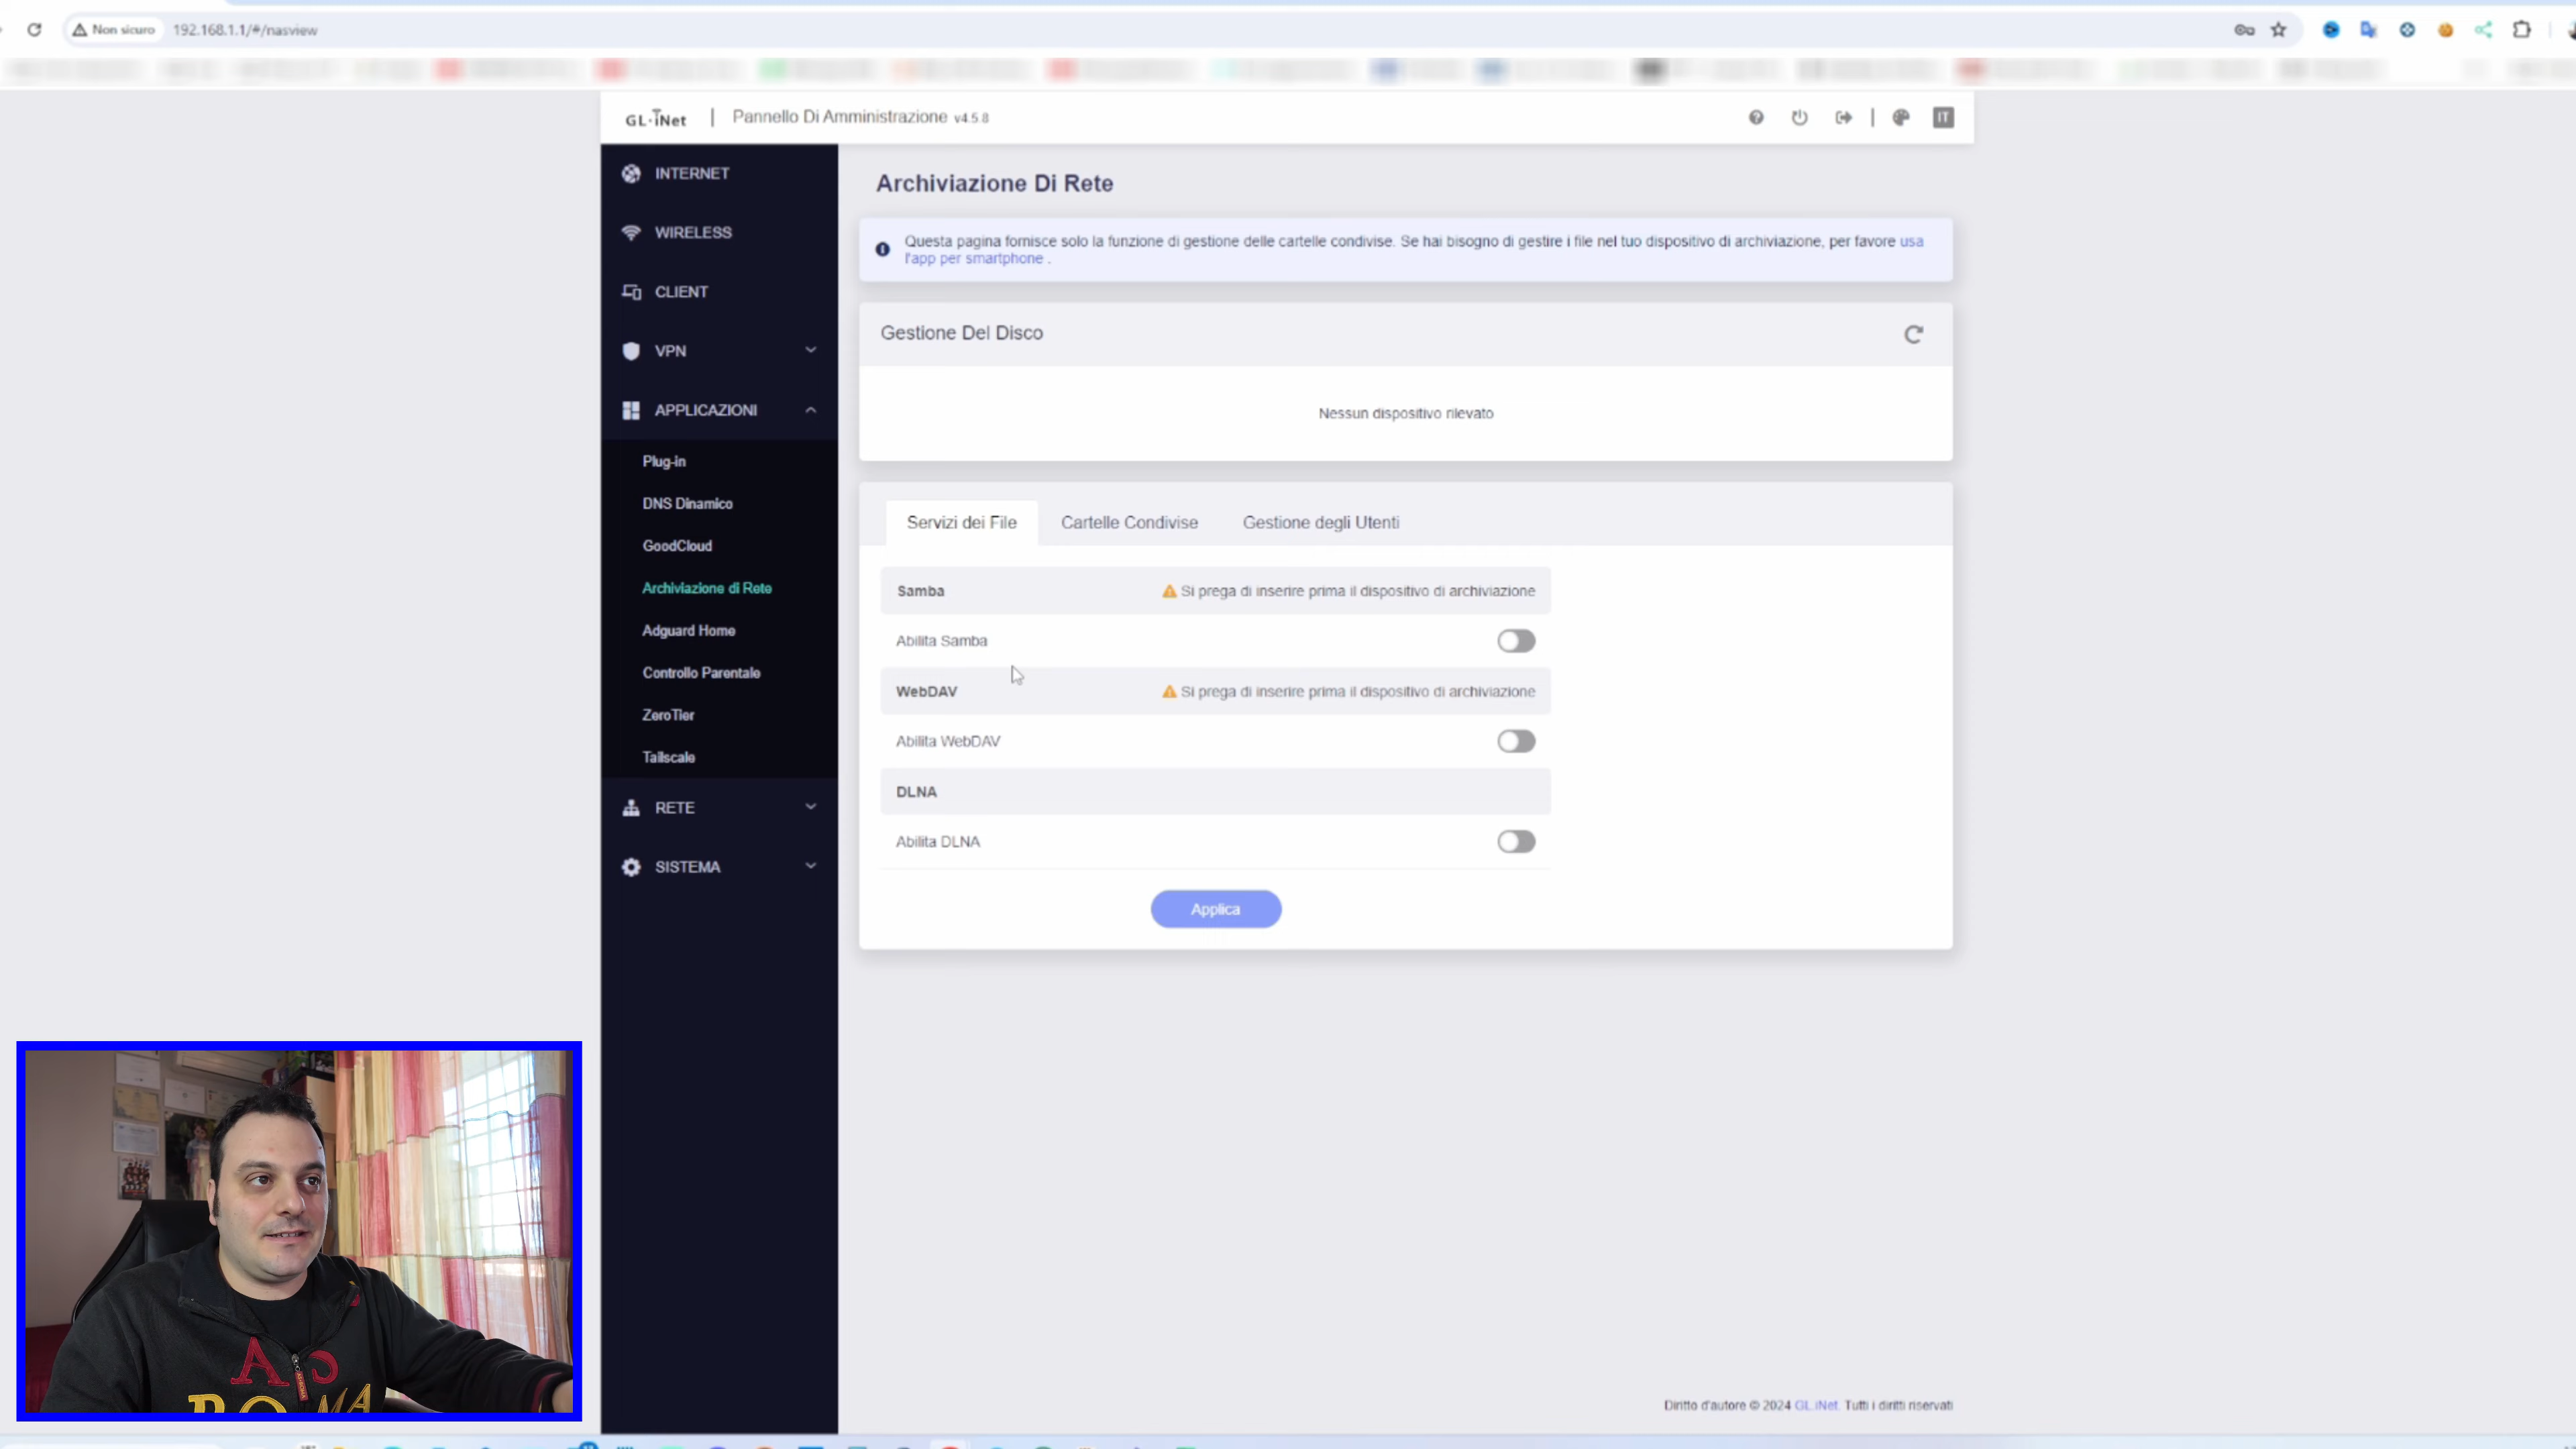 Non sicuro 192.168.1.1/#/nasview
GL·iNet | Pannello Di Amministrazione v4.5.8
IT
INTERNET
WIRELESS
CLIENT
VPN
APPLICAZIONI
Plug-in
DNS Dinamico
GoodCloud
Archiviazione di Rete
Adguard Home
Controllo Parentale
ZeroTier
Tailscale
RETE
SISTEMA
Archiviazione Di Rete
Questa pagina fornisce solo la funzione di gestione delle cartelle condivise. Se hai bisogno di gestire i file nel tuo dispositivo di archiviazione, per favore usa
l'app per smartphone .
Gestione Del Disco
Nessun dispositivo rilevato
Servizi dei File Cartelle Condivise Gestione degli Utenti
Samba Si prega di inserire prima il dispositivo di archiviazione
Abilita Samba
WebDAV Si prega di inserire prima il dispositivo di archiviazione
Abilita WebDAV
DLNA
Abilita DLNA
Applica
Diritto d'autore © 2024 GL.iNet. Tutti i diritti riservati
AS
ROMA